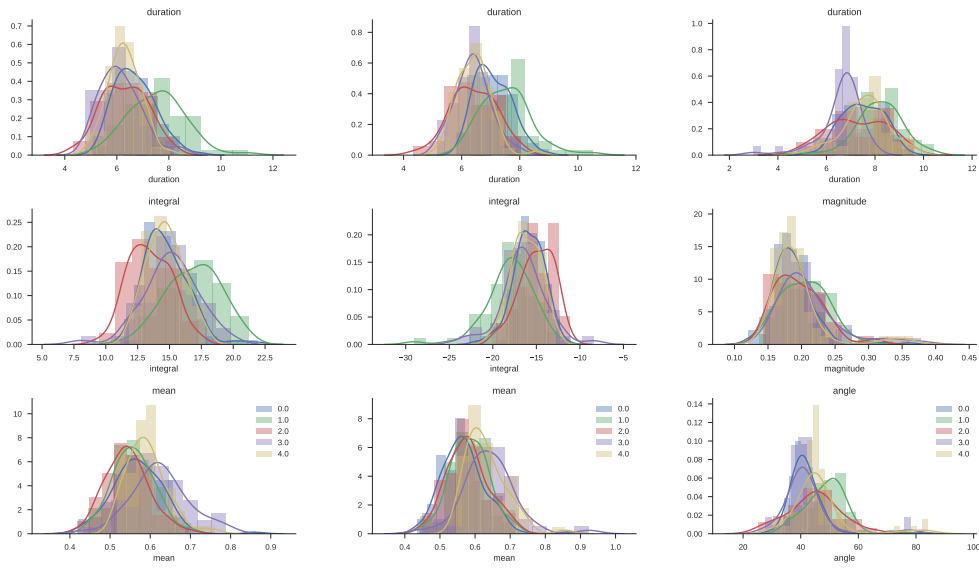 duration duration duration
0.7 0.6 0.5 0.4 0.3 0.2 0.1 0.0
0.8 0.6 0.4 0.2 0.0
1.0 0.8 0.6 0.4 0.2 0.0
4 6 8 10 12
4 6 8 10 12
2 4 6 8 10 12
duration duration duration
integral integral magnitude
0.25 0.20 0.15 0.10 0.05 0.00
0.20 0.15 0.10 0.05 0.00
20 15 10 5 0
5.0 7.5 10.0 12.5 15.0 17.5 20.0 22.5
−30 −25 −20 −15 −10 −5
0.10 0.15 0.20 0.25 0.30 0.35 0.40 0.45
integral integral magnitude
mean mean angle
10 8 6 4 2 0
8 6 4 2 0
0.14 0.12 0.10 0.08 0.06 0.04 0.02 0.00
0.0 0.0 0.0
1.0 1.0 1.0
2.0 2.0 2.0
3.0 3.0 3.0
4.0 4.0 4.0
0.4 0.5 0.6 0.7 0.8 0.9
0.4 0.5 0.6 0.7 0.8 0.9 1.0
20 40 60 80 100
mean mean angle